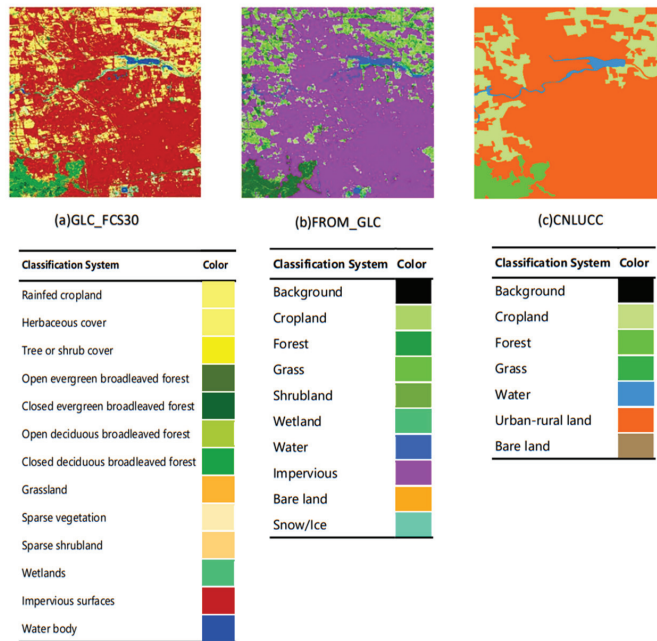 (a)GLC_FCS30
(b)FROM_GLC
(c)CNLUCC
Classification System Color
Rainfed cropland
Herbaceous cover
Tree or shrub cover
Open evergreen broadleaved forest
Closed evergreen broadleaved forest
Open deciduous broadleaved forest
Closed deciduous broadleaved forest
Grassland
Sparse vegetation
Sparse shrubland
Wetlands
Impervious surfaces
Water body
Classification System Color
Background
Cropland
Forest
Grass
Shrubland
Wetland
Water
Impervious
Bare land
Snow/Ice
Classification System Color
Background
Cropland
Forest
Grass
Water
Urban-rural land
Bare land